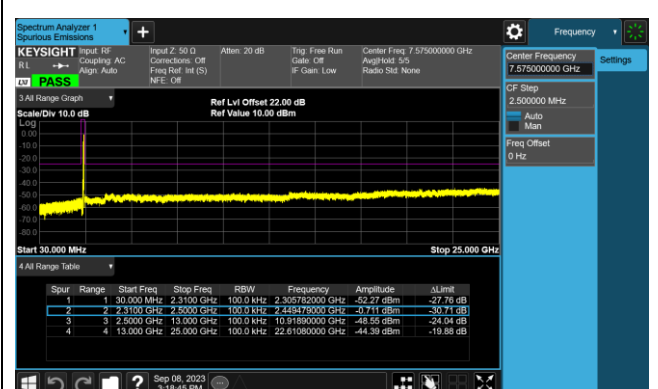 Spectrum Analyzer 1
Spurious Emissions
Frequency
KEYSIGHT Input: RF Input Z: 50 Ω Atten: 20 dB Trig: Free Run Center Freq: 7.575000000 GHz
RL Coupling: AC Corrections: Off Gate: Off Avg|Hold: 5/5
Align: Auto Freq Ref: Int (S) IF Gain: Low Radio Std: None
NFE: Off
LXI PASS
Center Frequency
7.575000000 GHz
Settings
CF Step
2.500000 MHz
Auto
Man
Freq Offset
0 Hz
3 All Range Graph
Ref Lvl Offset 22.00 dB
Scale/Div 10.0 dB Ref Value 10.00 dBm
Log
0.00
-10.0
-20.0
-30.0
-40.0
-50.0
-60.0
-70.0
-80.0
Start 30.000 MHz Stop 25.000 GHz
4 All Range Table
Spur Range Start Freq Stop Freq RBW Frequency Amplitude ΔLimit
1 1 30.000 MHz 2.3100 GHz 100.0 kHz 2.305782000 GHz -52.27 dBm -27.76 dB
2 2 2.3100 GHz 2.5000 GHz 100.0 kHz 2.449479000 GHz -0.711 dBm -30.71 dB
3 3 2.5000 GHz 13.000 GHz 100.0 kHz 10.91890000 GHz -48.55 dBm -24.04 dB
4 4 13.000 GHz 25.000 GHz 100.0 kHz 22.61080000 GHz -44.39 dBm -19.88 dB
Sep 08, 2023
3:18:45 PM